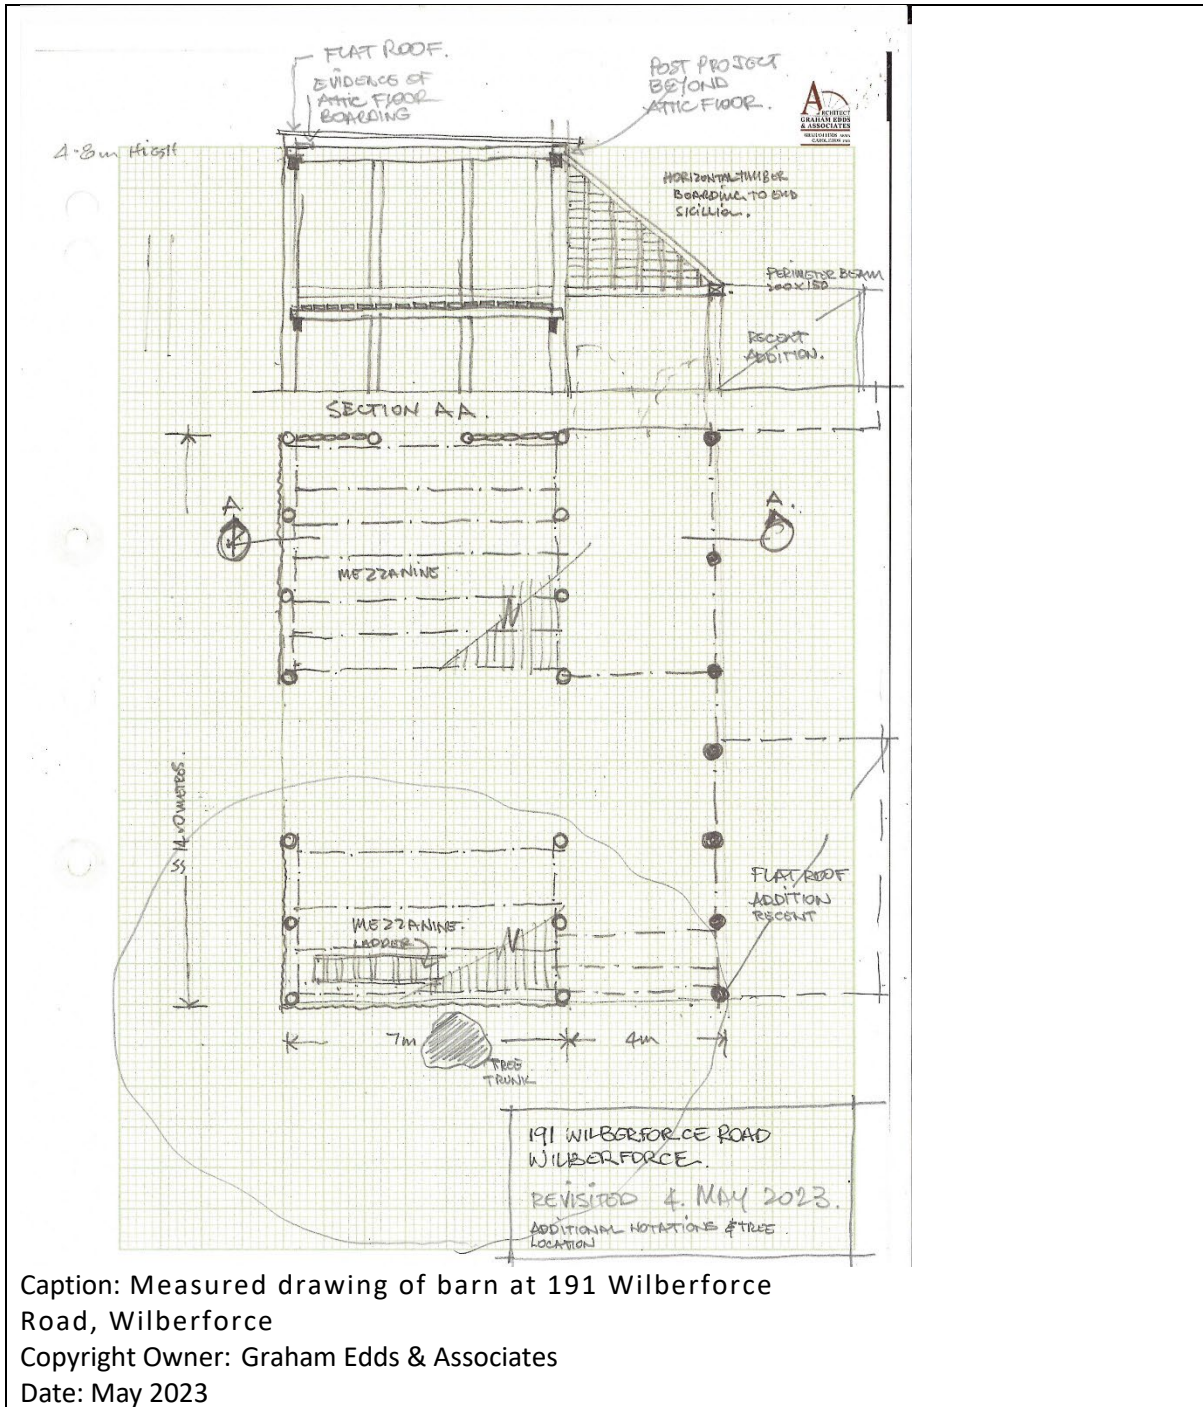 FLAT ROOF.
EVIDENCE OF
ATTIC FLOOR
BOARDING
POST PROJECT
BEYOND
ATTIC FLOOR.
ARCHITECT
GRAHAM EDDS
& ASSOCIATES
4.8m HIGH
HORIZONTAL TIMBER
BOARDING TO END
SKILLION.
PERIMETER BEAM
200x150
RECENT
ADDITION.
SECTION AA.
A
A.
MEZZANINE
14.0 METROS
MEZZANINE.
LADDER
FLAT ROOF
ADDITION
RECENT
7m
4m
TREE
TRUNK
191 WILBERFORCE ROAD
WILBERFORCE.
REVISITED 4. MAY 2023.
ADDITIONAL NOTATIONS & TREE
LOCATION
Caption: Measured drawing of barn at 191 Wilberforce
Road, Wilberforce
Copyright Owner: Graham Edds & Associates
Date: May 2023